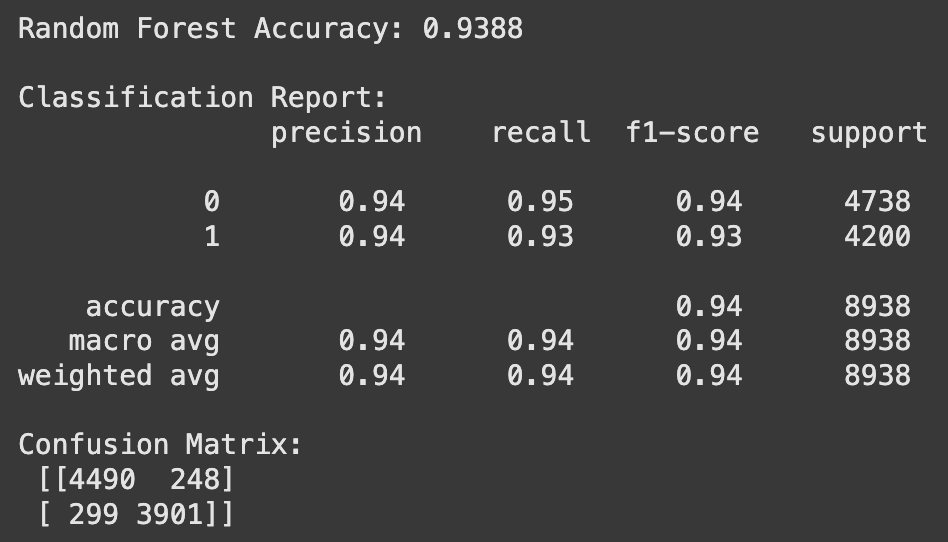 Random Forest Accuracy: 0.9388
Classification Report:
precision recall f1-score support
0 0.94 0.95 0.94 4738
1 0.94 0.93 0.93 4200
accuracy 0.94 8938
macro avg 0.94 0.94 0.94 8938
weighted avg 0.94 0.94 0.94 8938
Confusion Matrix:
[[4490 248]
[ 299 3901]]